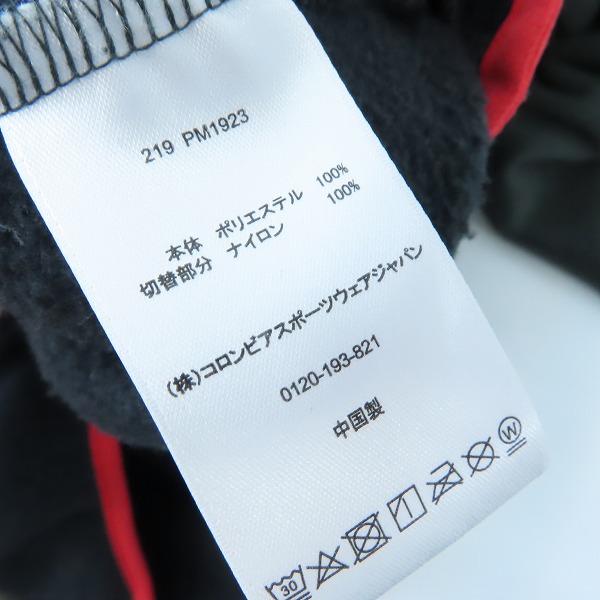 219 PM1923
本体 ポリエステル 100%
切替部分 ナイロン 100%
(株)コロンビアスポーツウェアジャパン
0120-193-821
中国製
30 W